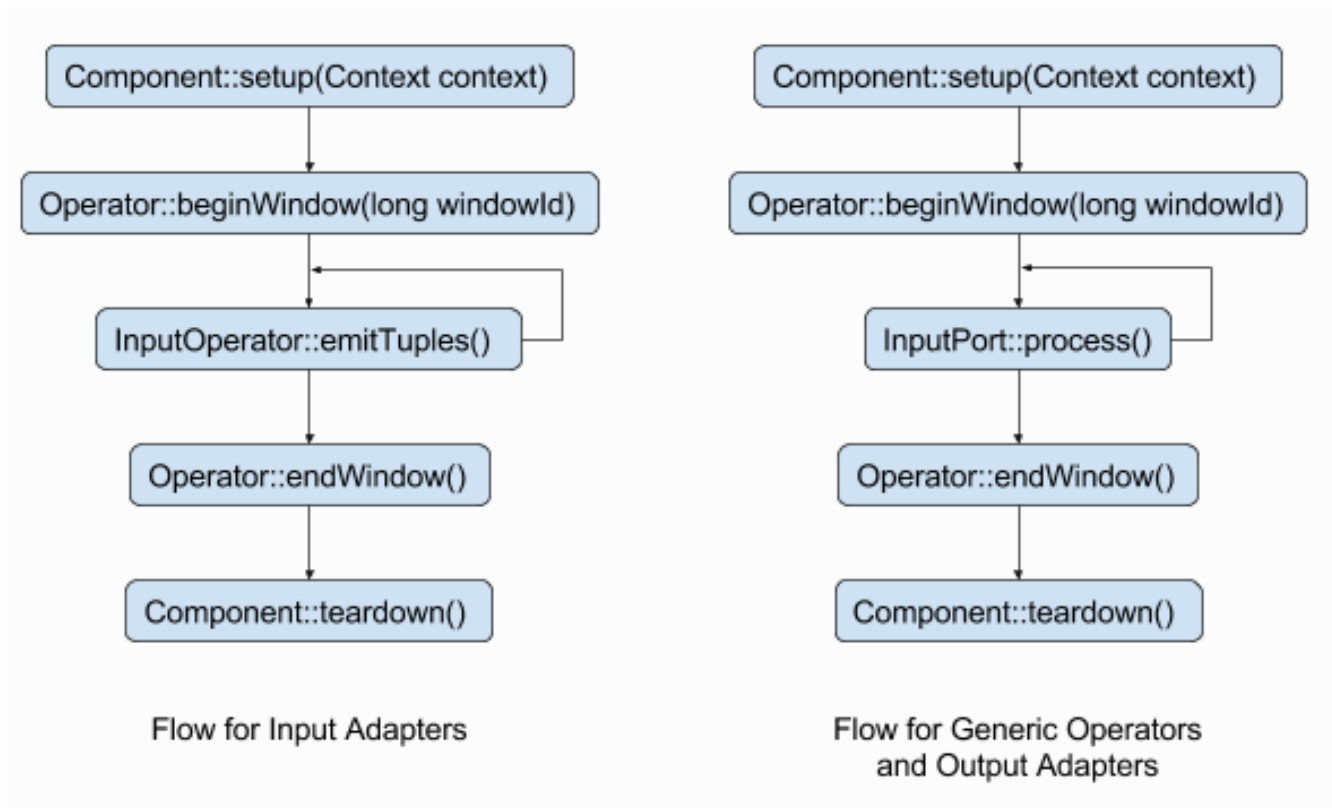 Component::setup(Context context)
Operator::beginWindow(long windowId)
InputOperator::emitTuples()
Operator::endWindow()
Component::teardown()
Flow for Input Adapters
Component::setup(Context context)
Operator::beginWindow(long windowId)
InputPort::process()
Operator::endWindow()
Component::teardown()
Flow for Generic Operators
and Output Adapters